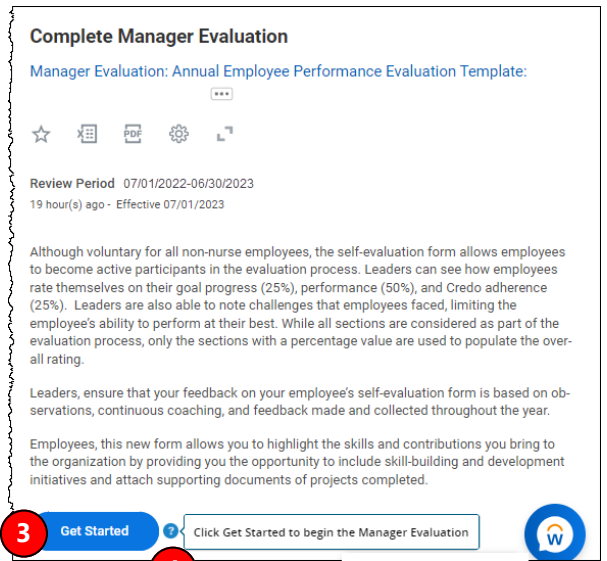 Complete Manager Evaluation
Manager Evaluation: Annual Employee Performance Evaluation Template:
PDF
Review Period 07/01/2022-06/30/2023
19 hour(s) ago - Effective 07/01/2023
Although voluntary for all non-nurse employees, the self-evaluation form allows employees
to become active participants in the evaluation process. Leaders can see how employees
rate themselves on their goal progress (25%), performance (50%), and Credo adherence
(25%). Leaders are also able to note challenges that employees faced, limiting the
employee's ability to perform at their best. While all sections are considered as part of the
evaluation process, only the sections with a percentage value are used to populate the over-
all rating.
Leaders, ensure that your feedback on your employee's self-evaluation form is based on ob-
servations, continuous coaching, and feedback made and collected throughout the year.
Employees, this new form allows you to highlight the skills and contributions you bring to
the organization by providing you the opportunity to include skill-building and development
initiatives and attach supporting documents of projects completed.
3 Get Started ? Click Get Started to begin the Manager Evaluation W